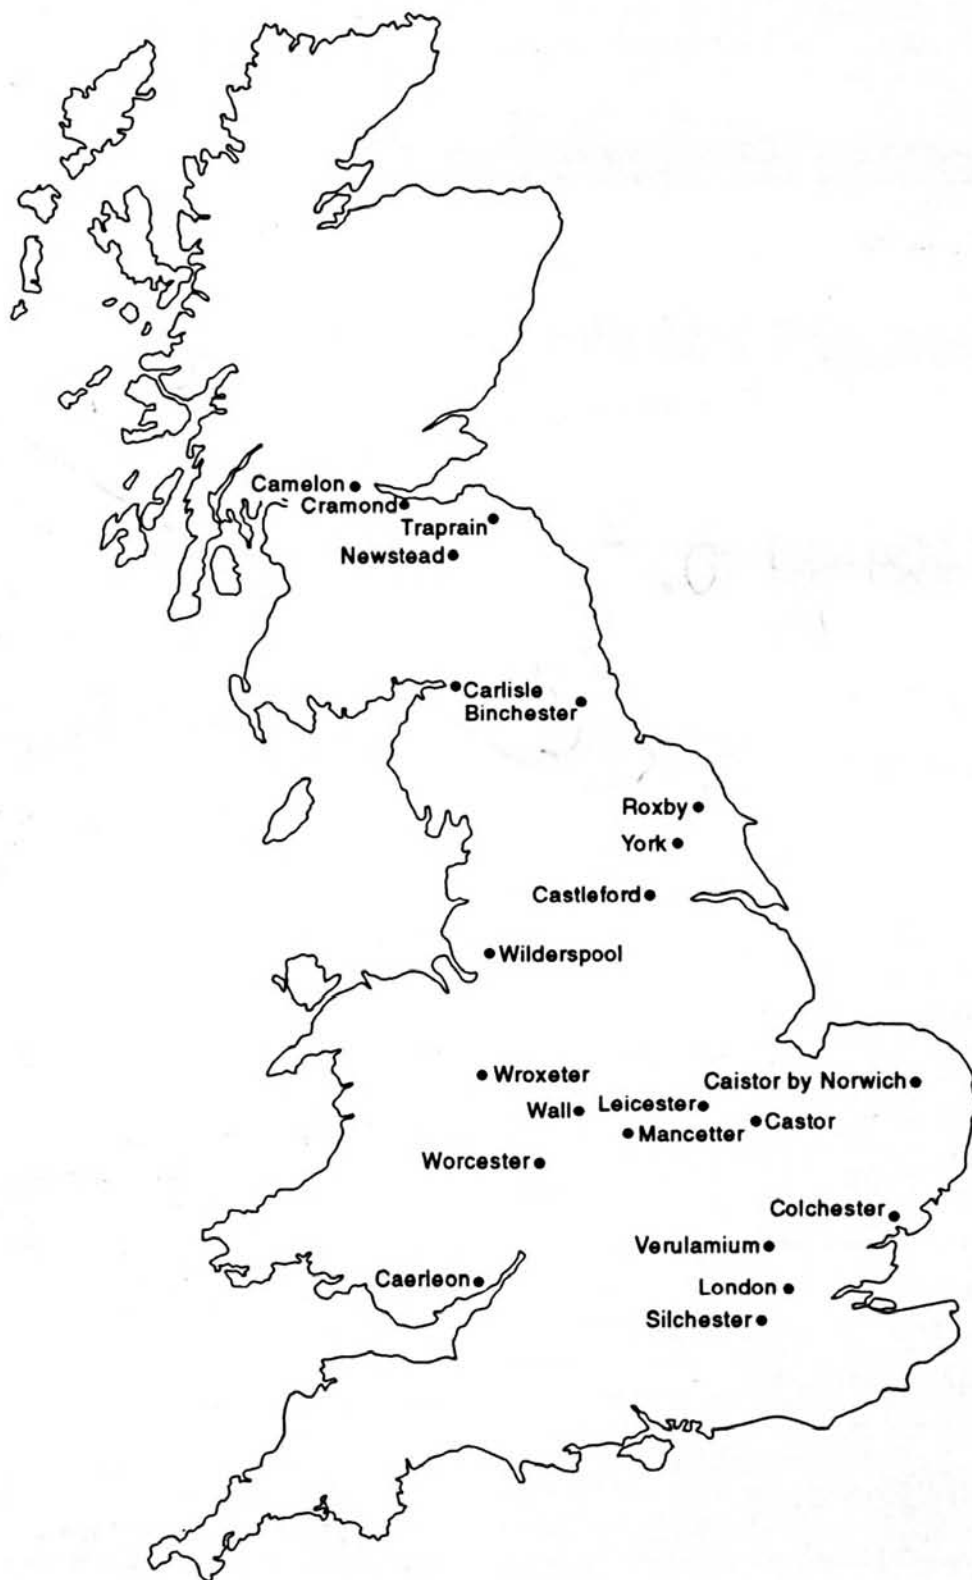 Camelon
Cramond
Traprain
Newstead
Carlisle
Binchester
Roxby
York
Castleford
Wilderspool
Wroxeter
Caistor by Norwich
Wall
Leicester
Castor
Mancetter
Worcester
Colchester
Verulamium
Caerleon
London
Silchester